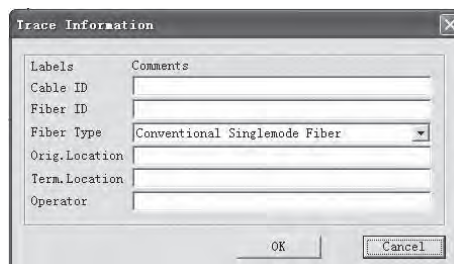 Trace Information
Labels Comments
Cable ID
Fiber ID
Fiber Type Conventional Singlemode Fiber
Orig.Location
Term.Location
Operator
OK Cancel